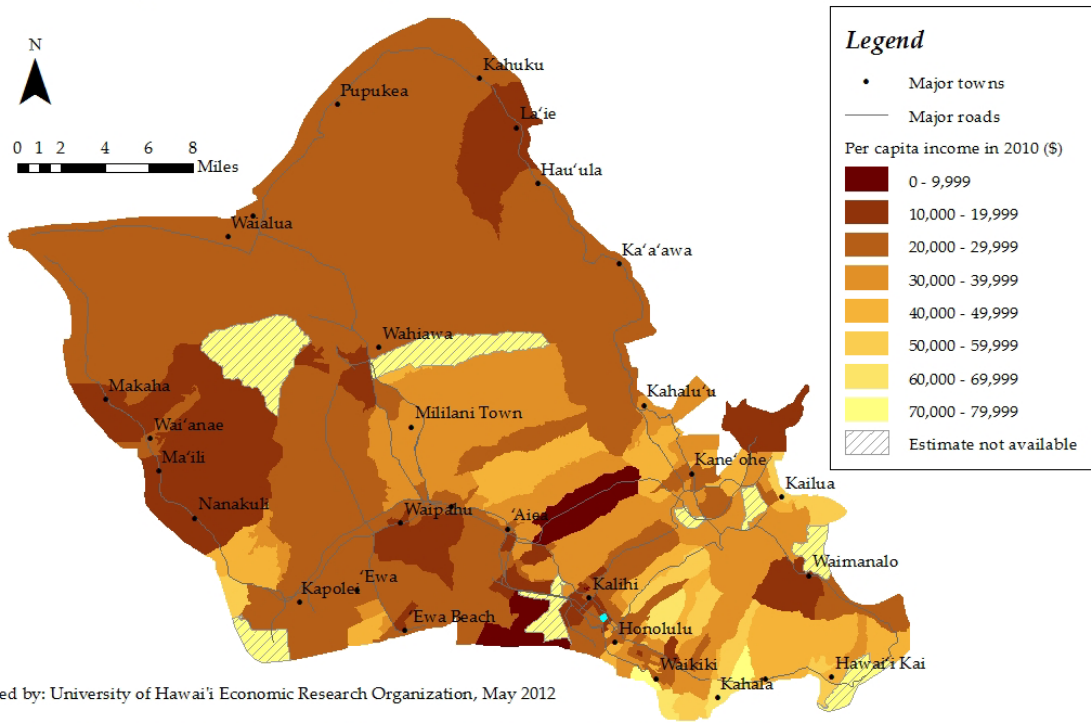 N
0 1 2 4 6 8
Miles
Kahuku
Pupukea
La‘ie
Hau‘ula
Waialua
Ka‘a‘awa
Wahiawa
Makaha
Kahalu‘u
Mililani Town
Wai‘anae
Ma‘ili
Kane‘ohe
Kailua
Nanakuli
Waipahu
‘Aiea
Waimanalo
‘Ewa
Kalihi
Kapolei
‘Ewa Beach
Honolulu
Waikiki
Hawai‘i Kai
Kahala
Legend
Major towns
Major roads
Per capita income in 2010 ($)
0 - 9,999
10,000 - 19,999
20,000 - 29,999
30,000 - 39,999
40,000 - 49,999
50,000 - 59,999
60,000 - 69,999
70,000 - 79,999
Estimate not available
ed by: University of Hawai'i Economic Research Organization, May 2012